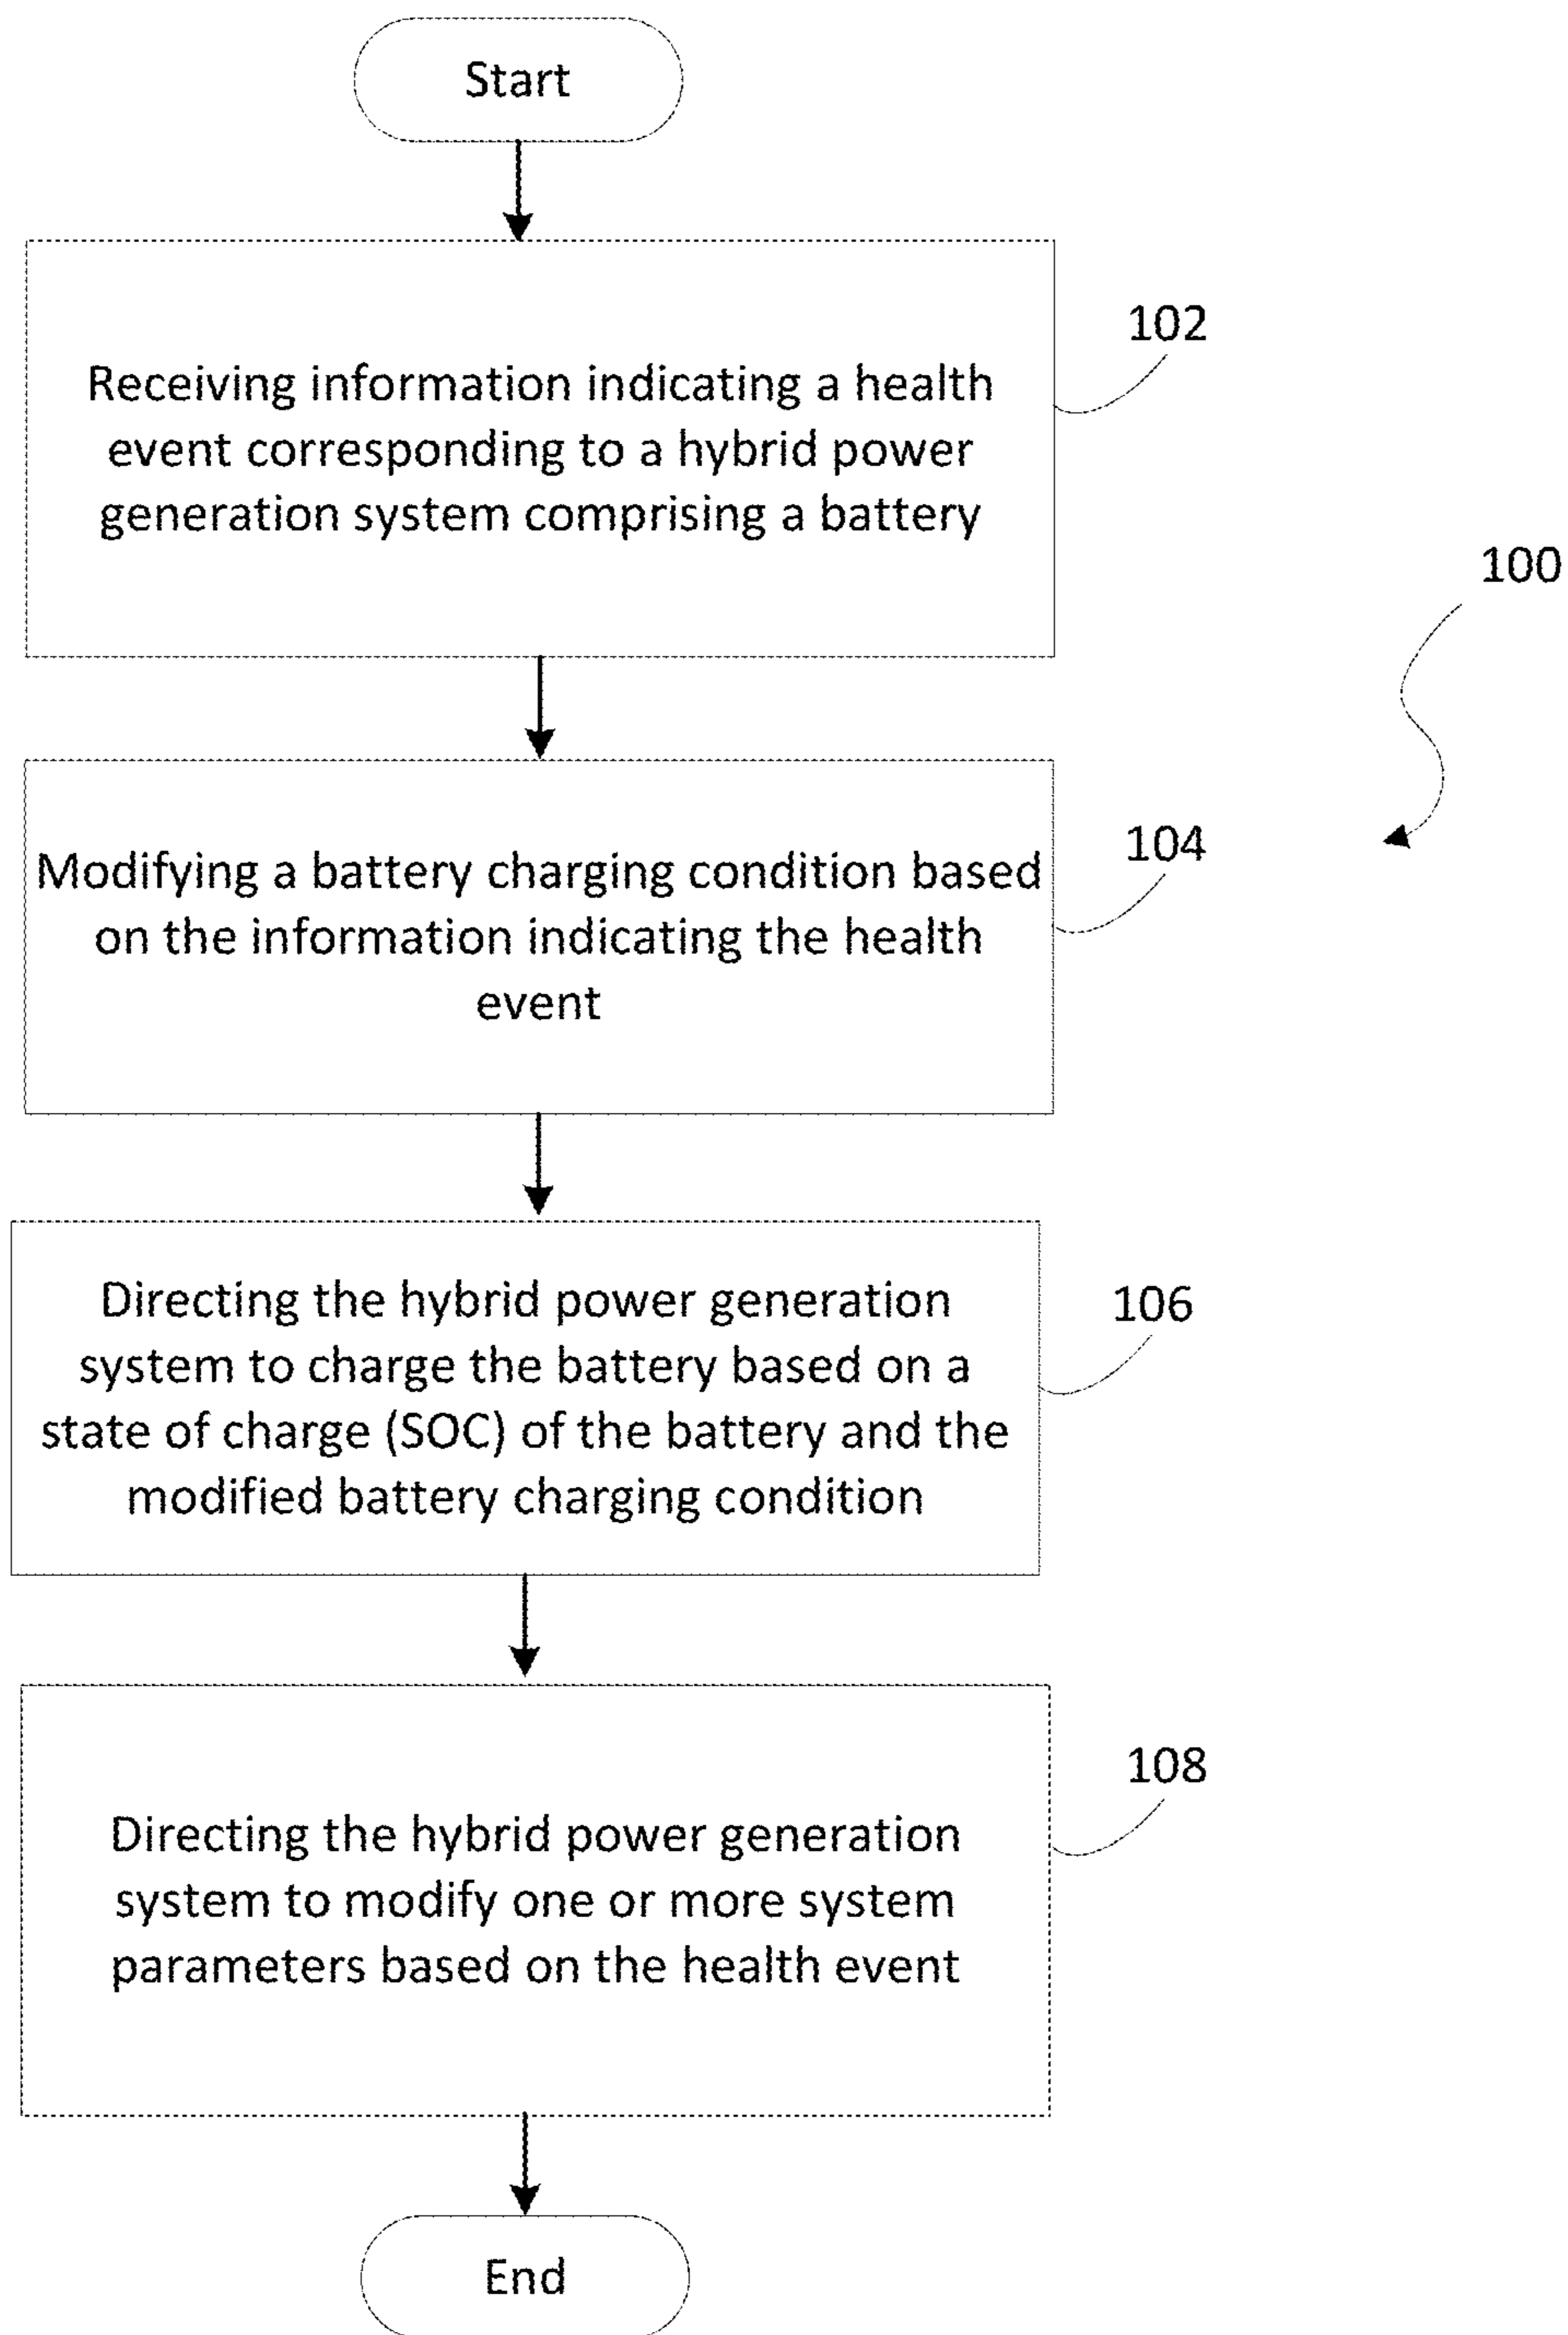 Start
Receiving information indicating a health
event corresponding to a hybrid power
generation system comprising a battery
102
100
Modifying a battery charging condition based
on the information indicating the health
event
104
Directing the hybrid power generation
system to charge the battery based on a
state of charge (SOC) of the battery and the
modified battery charging condition
106
Directing the hybrid power generation
system to modify one or more system
parameters based on the health event
108
End